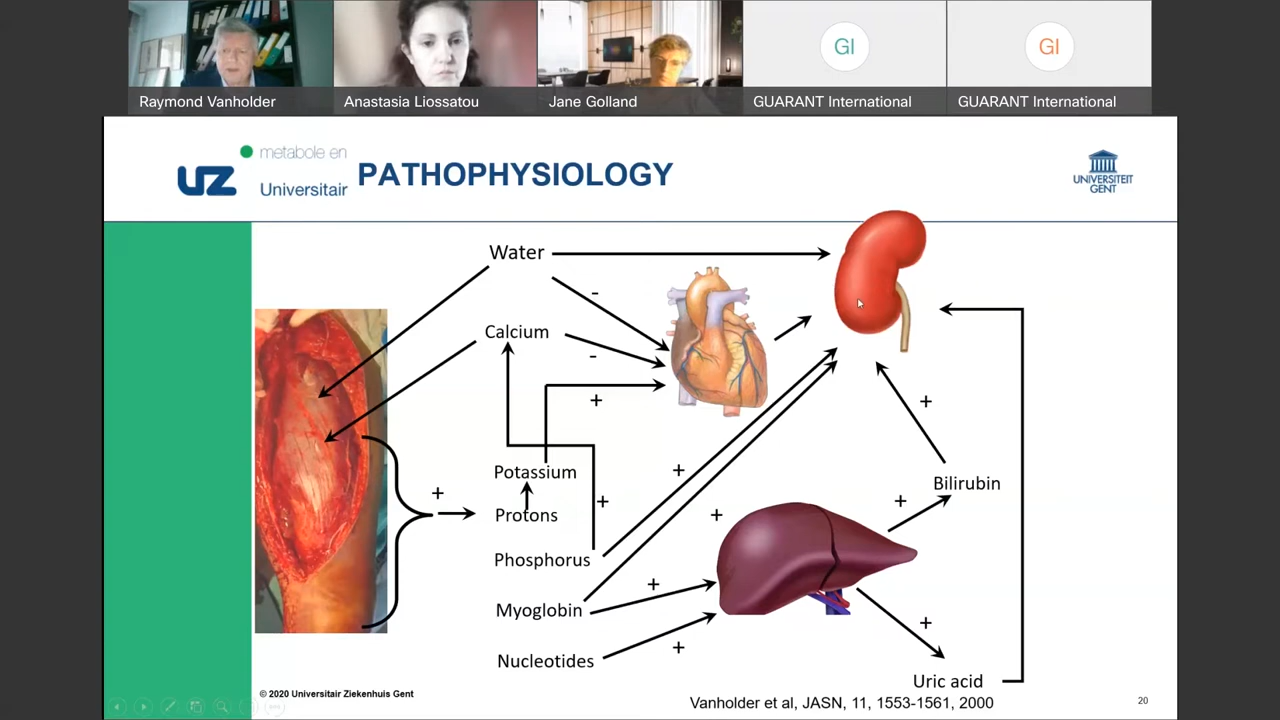 Raymond Vanholder
Anastasia Liossatou
Jane Golland
GI
GUARANT International
GI
GUARANT International
UZ
metabole en
Universitair
PATHOPHYSIOLOGY
UNIVERSITEIT
GENT
Water
-
Calcium
-
+
Potassium
+
Protons
+
Phosphorus
+
+
Myoglobin
+
Nucleotides
+
+
Bilirubin
+
+
Uric acid
© 2020 Universitair Ziekenhuis Gent
Vanholder et al, JASN, 11, 1553-1561, 2000
20